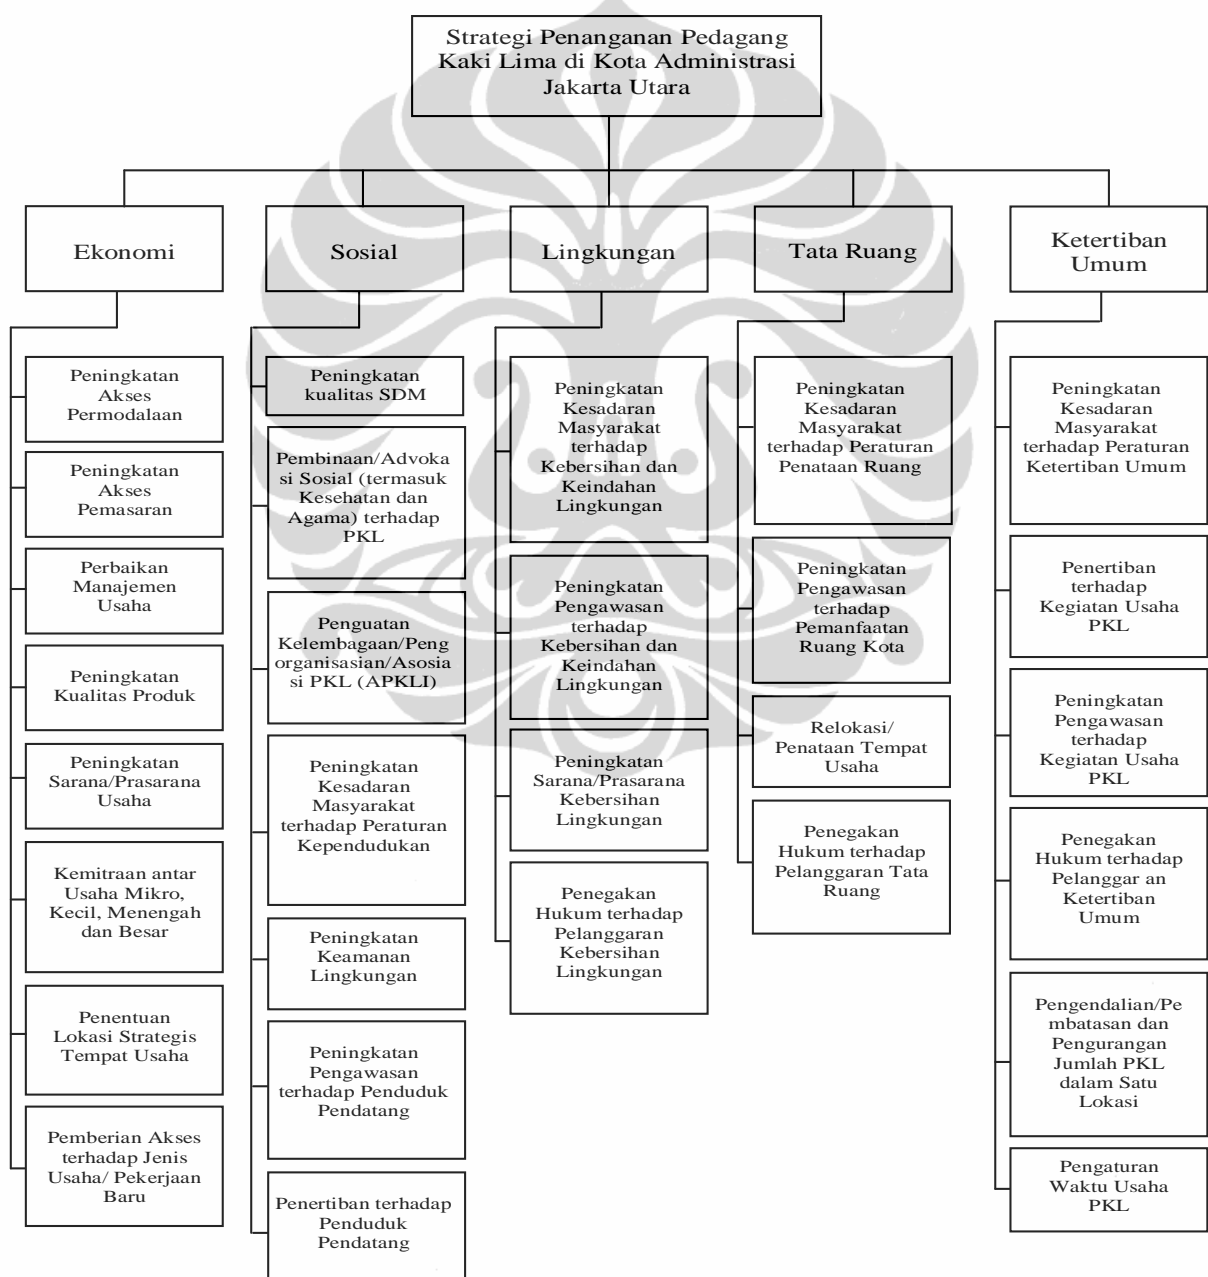 Strategi Penanganan Pedagang
Kaki Lima di Kota Administrasi
Jakarta Utara
Ekonomi
Sosial
Lingkungan
Tata Ruang
Ketertiban
Umum
Peningkatan
Akses
Permodalaan
Peningkatan
Akses
Pemasaran
Perbaikan
Manajemen
Usaha
Peningkatan
Kualitas Produk
Peningkatan
Sarana/Prasarana
Usaha
Kemitraan antar
Usaha Mikro,
Kecil, Menengah
dan Besar
Penentuan
Lokasi Strategis
Tempat Usaha
Pemberian Akses
terhadap Jenis
Usaha/ Pekerjaan
Baru
Peningkatan
kualitas SDM
Pembinaan/Advoka
si Sosial (termasuk
Kesehatan dan
Agama) terhadap
PKL
Penguatan
Kelembagaan/Peng
organisasian/Asosia
si PKL (APKLI)
Peningkatan
Kesadaran
Masyarakat
terhadap Peraturan
Kependudukan
Peningkatan
Keamanan
Lingkungan
Peningkatan
Pengawasan
terhadap Penduduk
Pendatang
Penertiban terhadap
Penduduk
Pendatang
Peningkatan
Kesadaran
Masyarakat
terhadap
Kebersihan dan
Keindahan
Lingkungan
Peningkatan
Pengawasan
terhadap
Kebersihan dan
Keindahan
Lingkungan
Peningkatan
Sarana/Prasarana
Kebersihan
Lingkungan
Penegakan
Hukum terhadap
Pelanggaran
Kebersihan
Lingkungan
Peningkatan
Kesadaran
Masyarakat
terhadap Peraturan
Penataan Ruang
Peningkatan
Pengawasan
terhadap
Pemanfaatan
Ruang Kota
Relokasi/
Penataan Tempat
Usaha
Penegakan
Hukum terhadap
Pelanggaran Tata
Ruang
Peningkatan
Kesadaran
Masyarakat
terhadap Peraturan
Ketertiban Umum
Penertiban
terhadap
Kegiatan Usaha
PKL
Peningkatan
Pengawasan
terhadap
Kegiatan Usaha
PKL
Penegakan
Hukum terhadap
Pelanggar an
Ketertiban
Umum
Pengendalian/Pe
mbatasan dan
Pengurangan
Jumlah PKL
dalam Satu
Lokasi
Pengaturan
Waktu Usaha
PKL